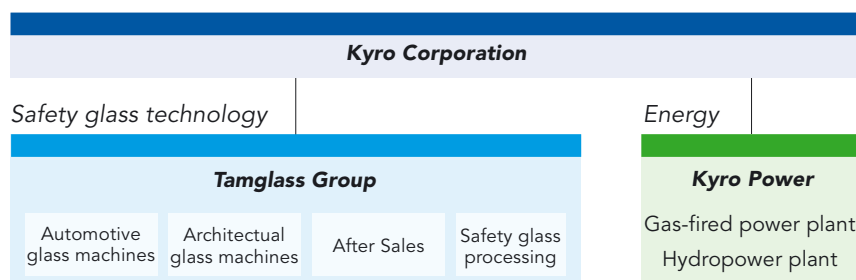 Kyro Corporation
Safety glass technology
Energy
Tamglass Group
Kyro Power
Automotive
glass machines
Architectual
glass machines
After Sales
Safety glass
processing
Gas-fired power plant
Hydropower plant